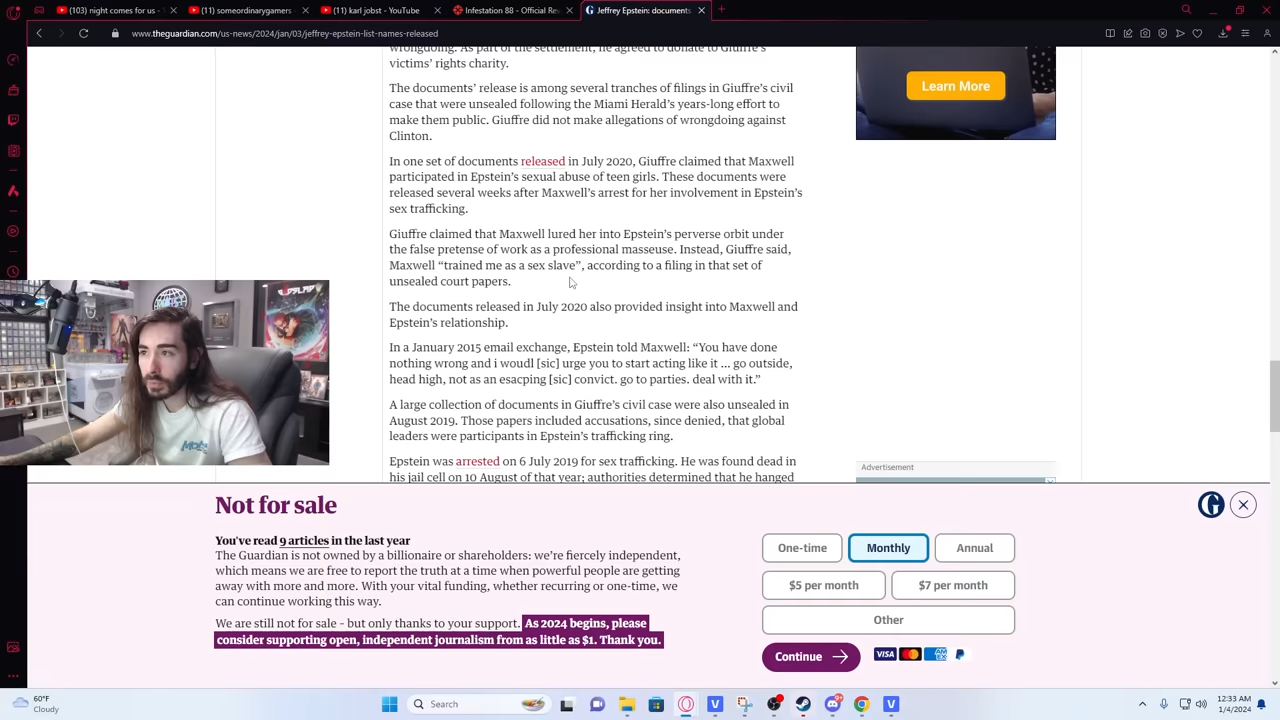 (103) night comes for us -
(11) someordinarygamers -
(11) karl jobst - YouTube
Insidious 88 - Official Re
Jeffrey Epstein: documents
www.theguardian.com/us-news/2024/jan/03/jeffrey-epstein-list-names-released
wrongdoing. As part of the settlement, he agreed to donate to Giuffre's
victims' rights charity.
The documents' release is among several tranches of filings in Giuffre's civil
case that were unsealed following the Miami Herald's years-long effort to
make them public. Giuffre did not make allegations of wrongdoing against
Clinton.
In one set of documents released in July 2020, Giuffre claimed that Maxwell
participated in Epstein's sexual abuse of teen girls. These documents were
released several weeks after Maxwell's arrest for her involvement in Epstein's
sex trafficking.
Giuffre claimed that Maxwell lured her into Epstein's perverse orbit under
the false pretense of work as a professional masseuse. Instead, Giuffre said,
Maxwell “trained me as a sex slave”, according to a filing in that set of
unsealed court papers.
The documents released in July 2020 also provided insight into Maxwell and
Epstein's relationship.
In a January 2015 email exchange, Epstein told Maxwell: “You have done
nothing wrong and i woudl [sic] urge you to start acting like it ... go outside,
head high, not as an esacping [sic] convict. go to parties. deal with it.”
A large collection of documents in Giuffre's civil case were also unsealed in
August 2019. Those papers included accusations, since denied, that global
leaders were participants in Epstein's trafficking ring.
Epstein was arrested on 6 July 2019 for sex trafficking. He was found dead in
his jail cell on 10 August of that year; authorities determined that he hanged
Learn More
Advertisement
Not for sale
You've read 9 articles in the last year
The Guardian is not owned by a billionaire or shareholders: we're fiercely independent,
which means we are free to report the truth at a time when powerful people are getting
away with more and more. With your vital funding, whether recurring or one-time, we
can continue working this way.
We are still not for sale – but only thanks to your support. As 2024 begins, please
consider supporting open, independent journalism from as little as $1. Thank you.
One-time
Monthly
Annual
$5 per month
$7 per month
Other
Continue
VISA
60°F
Cloudy
Search
12:33 AM
1/4/2024